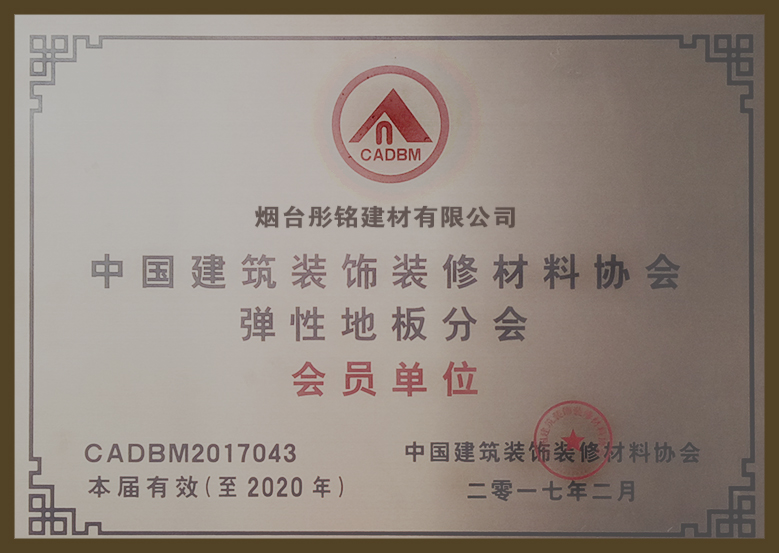 CADBM
烟台彤铭建材有限公司
中国建筑装饰装修材料协会
弹性地板分会
会员单位
CADBM2017043
中国建筑装饰装修材料协会
本届有效(至2020年)
二零一七年二月